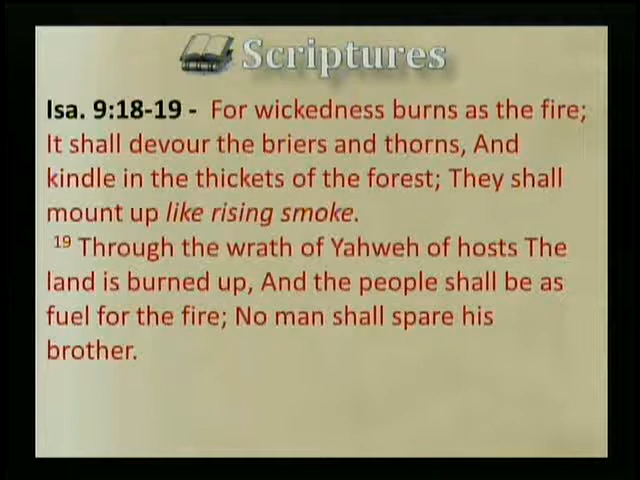 Scriptures
Isa. 9:18-19 - For wickedness burns as the fire;
It shall devour the briers and thorns, And
kindle in the thickets of the forest; They shall
mount up like rising smoke.
19 Through the wrath of Yahweh of hosts The
land is burned up, And the people shall be as
fuel for the fire; No man shall spare his
brother.